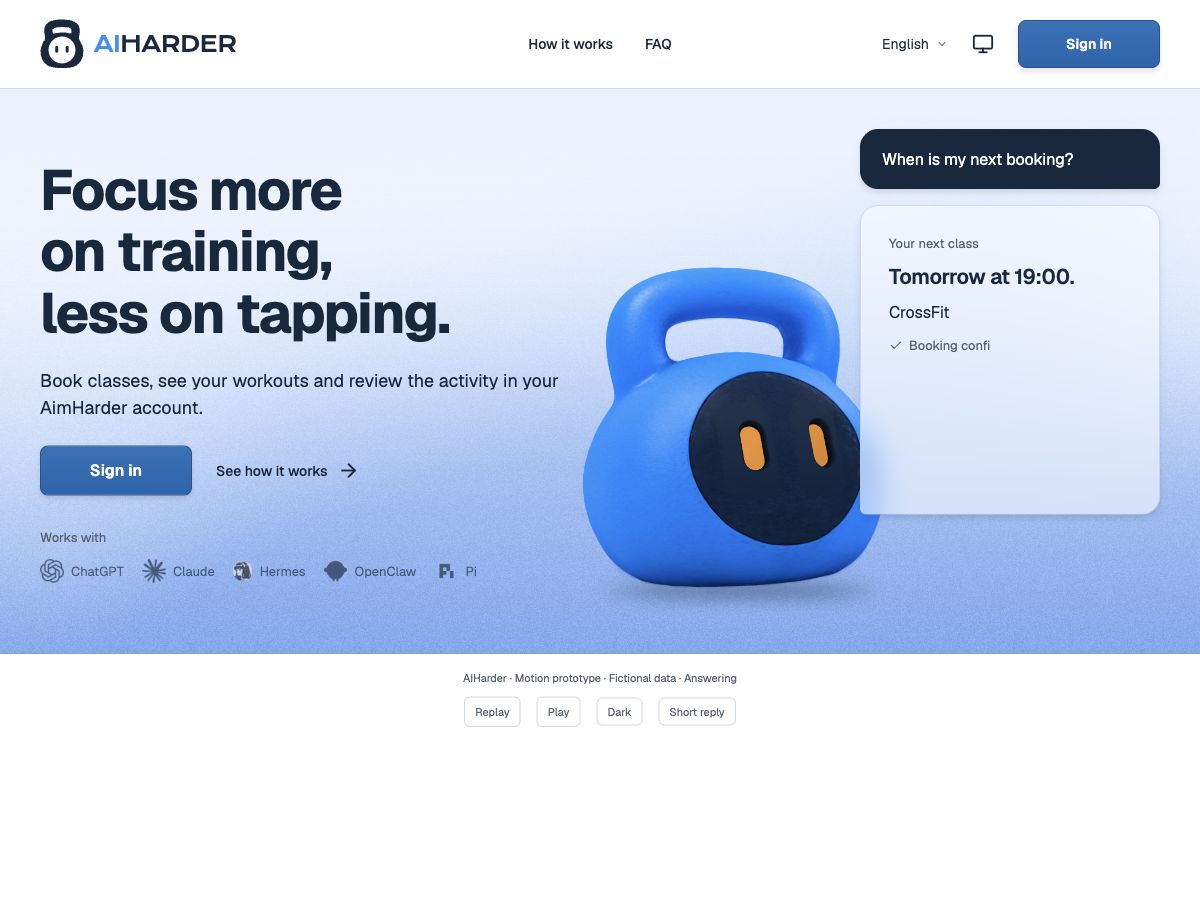 AIHARDER
How it works
FAQ
English
Sign in
Focus more
on training,
less on tapping.
Book classes, see your workouts and review the activity in your
AimHarder account.
Sign in
See how it works
Works with
ChatGPT
Claude
Hermes
OpenClaw
Pi
When is my next booking?
Your next class
Tomorrow at 19:00.
CrossFit
Booking confi
AIHarder · Motion prototype · Fictional data · Answering
Replay
Play
Dark
Short reply